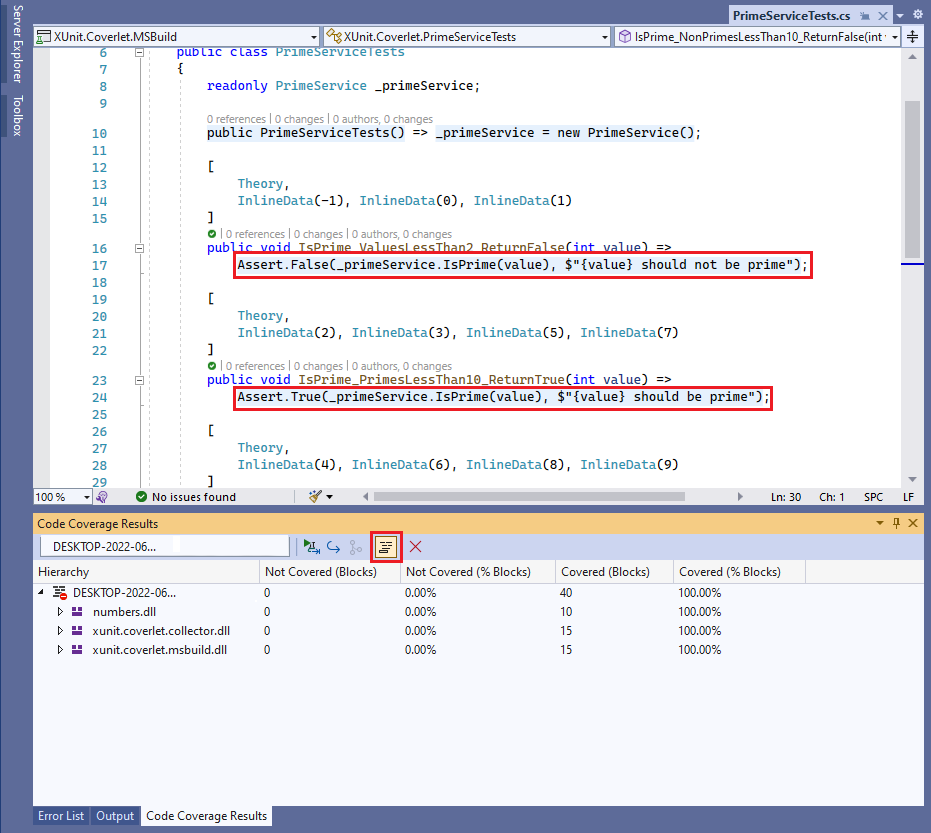 Server Explorer
Toolbox
PrimeServiceTests.cs
XUnit.Coverlet.MSBuild XUnit.Coverlet.PrimeServiceTests IsPrime_NonPrimesLessThan10_ReturnFalse(int
6 public class PrimeServiceTests
7 {
8 readonly PrimeService _primeService;
9
0 references | 0 changes | 0 authors, 0 changes
10 public PrimeServiceTests() => _primeService = new PrimeService();
11
12 [
13 Theory,
14 InlineData(-1), InlineData(0), InlineData(1)
15 ]
| 0 references | 0 changes | 0 authors, 0 changes
16 public void IsPrime_ValuesLessThan2_ReturnFalse(int value) =>
17 Assert.False(_primeService.IsPrime(value), $"{value} should not be prime");
18
19 [
20 Theory,
21 InlineData(2), InlineData(3), InlineData(5), InlineData(7)
22 ]
| 0 references | 0 changes | 0 authors, 0 changes
23 public void IsPrime_PrimesLessThan10_ReturnTrue(int value) =>
24 Assert.True(_primeService.IsPrime(value), $"{value} should be prime");
25
26 [
27 Theory,
28 InlineData(4), InlineData(6), InlineData(8), InlineData(9)
29 ]
100 % No issues found Ln: 30 Ch: 1 SPC LF
Code Coverage Results
DESKTOP-2022-06...
Hierarchy Not Covered (Blocks) Not Covered (% Blocks) Covered (Blocks) Covered (% Blocks)
DESKTOP-2022-06... 0 0.00% 40 100.00%
numbers.dll 0 0.00% 10 100.00%
xunit.coverlet.collector.dll 0 0.00% 15 100.00%
xunit.coverlet.msbuild.dll 0 0.00% 15 100.00%
Error List Output Code Coverage Results